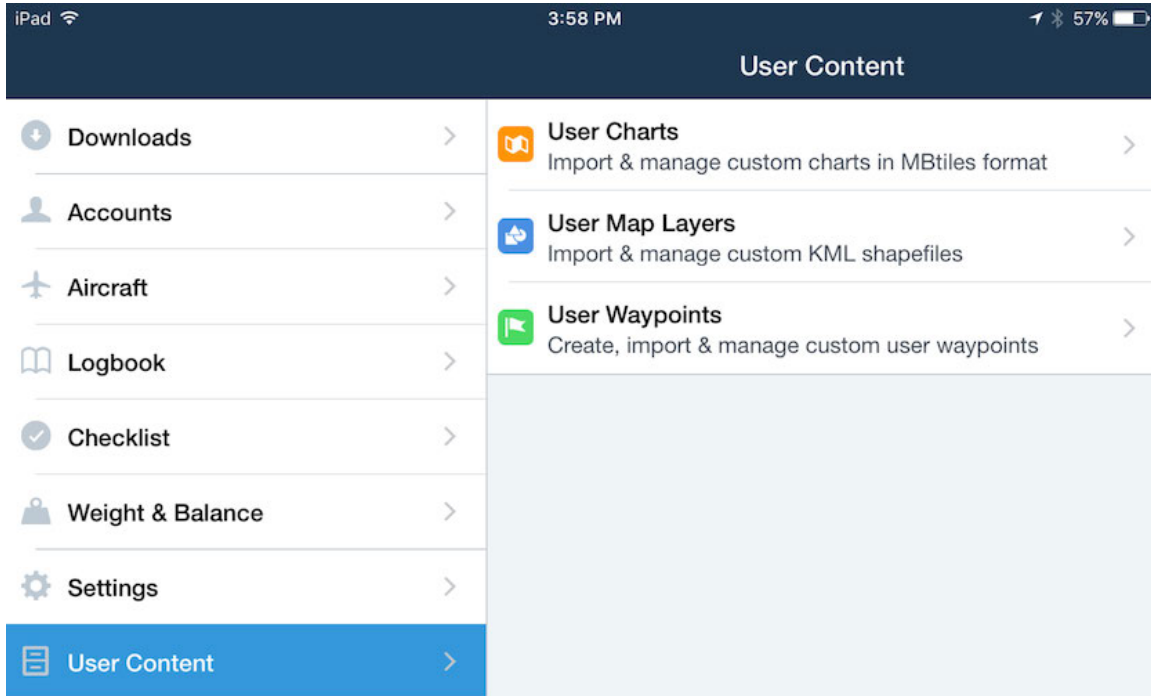 iPad
3:58 PM
57%
User Content
Downloads
Accounts
Aircraft
Logbook
Checklist
Weight & Balance
Settings
User Content
User Charts
Import & manage custom charts in MBtiles format
User Map Layers
Import & manage custom KML shapefiles
User Waypoints
Create, import & manage custom user waypoints